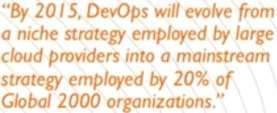 “By 2015, DevOps will evolve from
a niche strategy employed by large
cloud providers into a mainstream
strategy employed by 20% of
Global 2000 organizations.”